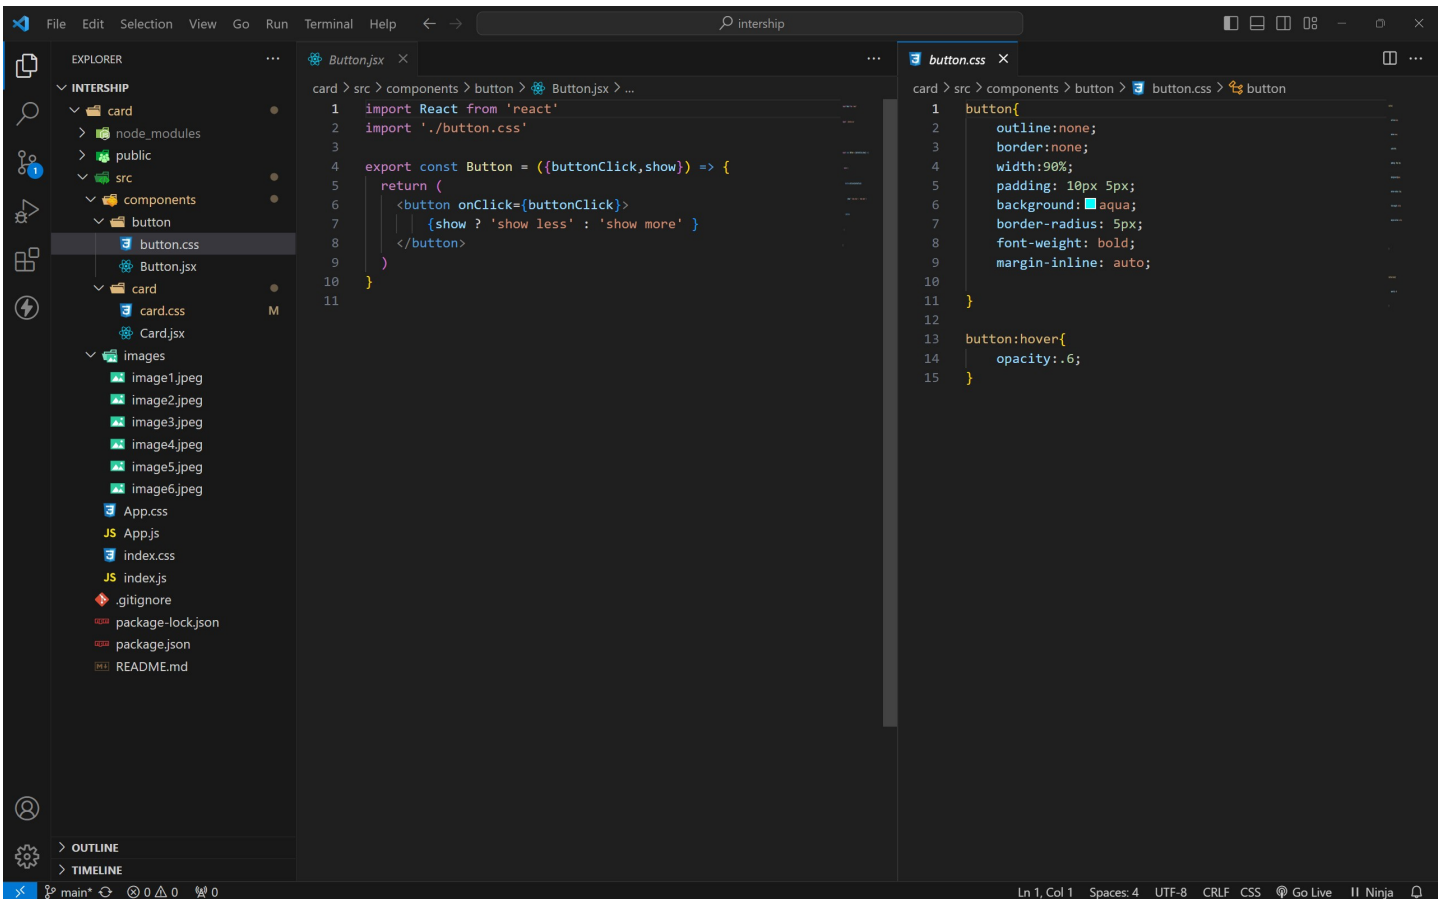 File Edit Selection View Go Run Terminal Help intership
EXPLORER
INTERSHIP
card
node_modules
public
src
components
button
button.css
Button.jsx
card
card.css M
Card.jsx
images
image1.jpeg
image2.jpeg
image3.jpeg
image4.jpeg
image5.jpeg
image6.jpeg
App.css
JS App.js
index.css
JS index.js
.gitignore
package-lock.json
package.json
README.md
OUTLINE
TIMELINE
Button.jsx
card > src > components > button > Button.jsx > ...
1 import React from 'react'
2 import './button.css'
3
4 export const Button = ({buttonClick,show}) => {
5 return (
6 <button onClick={buttonClick}>
7 {show ? 'show less' : 'show more' }
8 </button>
9 )
10 }
11
button.css
card > src > components > button > button.css > button
1 button{
2 outline:none;
3 border:none;
4 width:90%;
5 padding: 10px 5px;
6 background: aqua;
7 border-radius: 5px;
8 font-weight: bold;
9 margin-inline: auto;
10
11 }
12
13 button:hover{
14 opacity:.6;
15 }
1
main* 0 0 0 Ln 1, Col 1 Spaces: 4 UTF-8 CRLF CSS Go Live Ninja